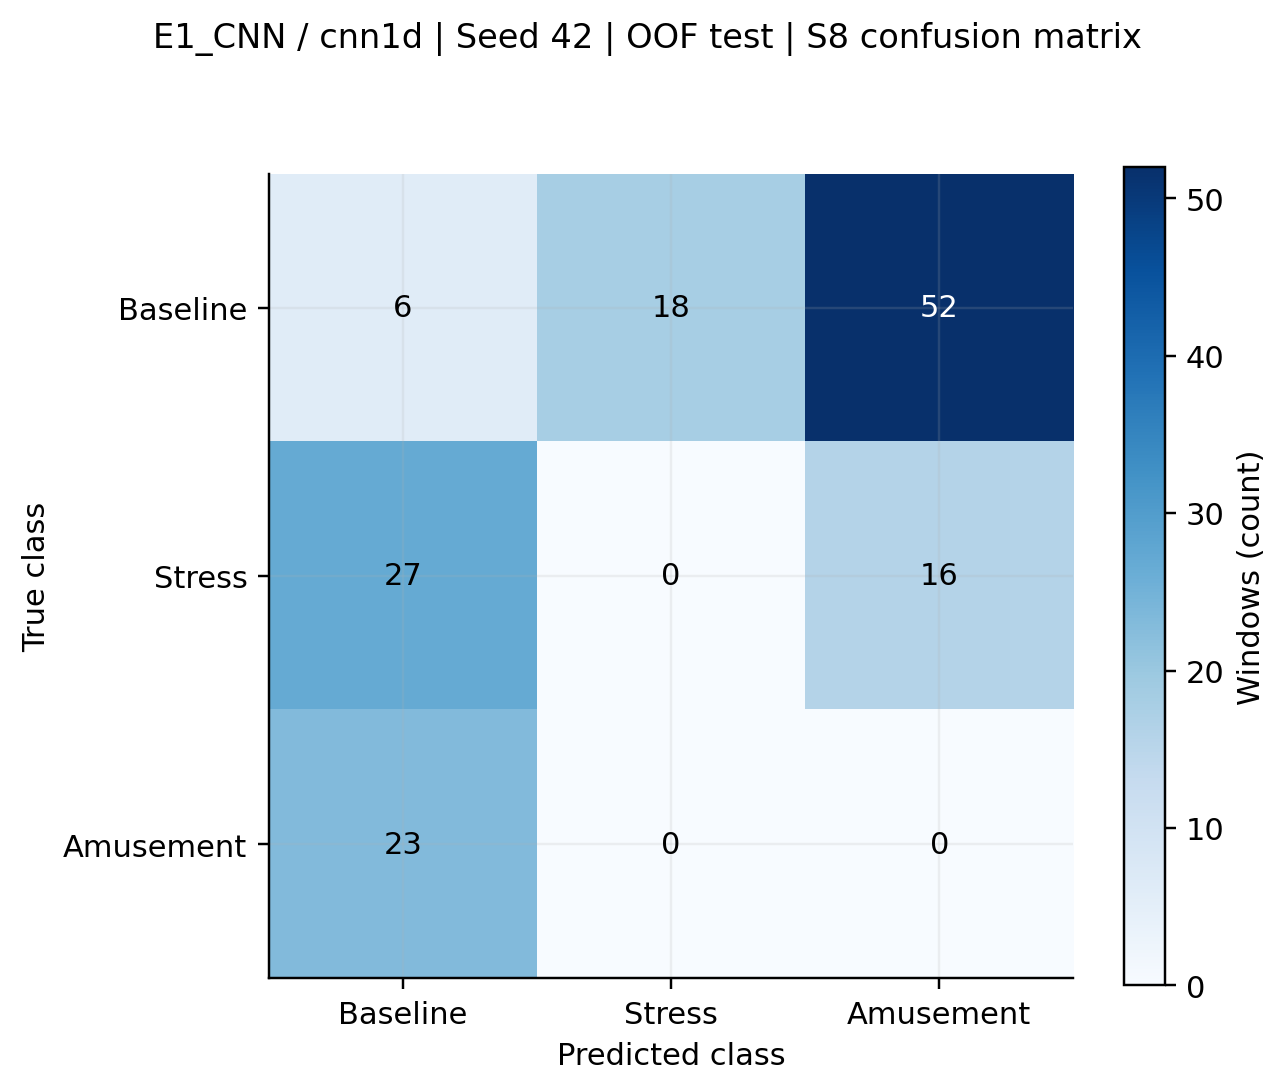 E1_CNN / cnn1d | Seed 42 | OOF test | S8 confusion matrix
50
Baseline 6 18 52
40
30
Stress 27 0 16
20
10
Amusement 23 0 0
0
Baseline Stress Amusement
Predicted class
True class
Windows (count)